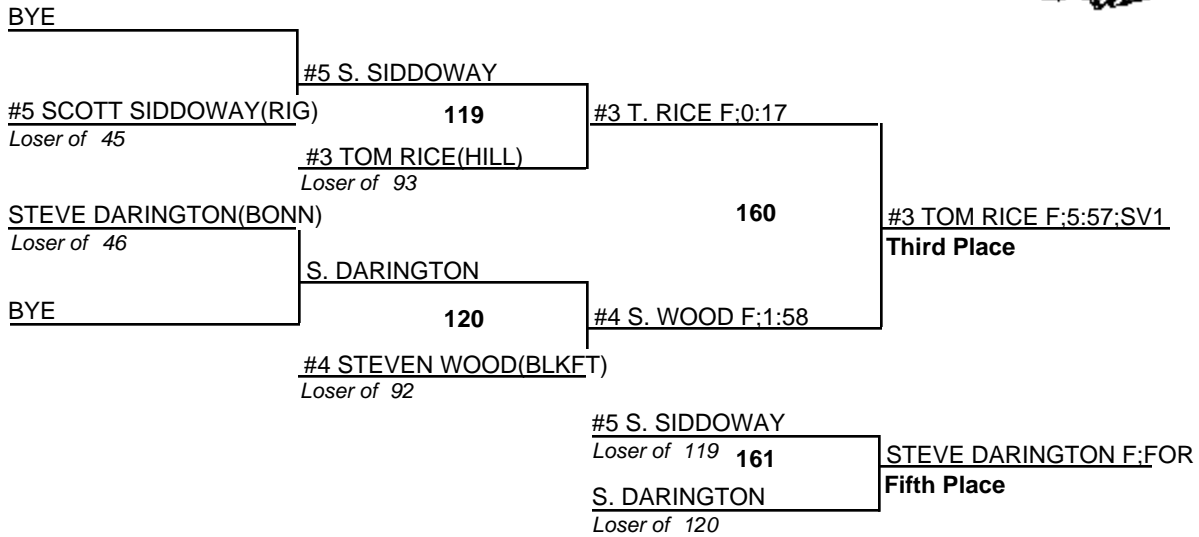 BYE
#5 S. SIDDOWAY
#5 SCOTT SIDDOWAY(RIG)
119
#3 T. RICE F;0:17
Loser of 45
#3 TOM RICE(HILL)
Loser of 93
STEVE DARINGTON(BONN)
160
#3 TOM RICE F;5:57;SV1
Loser of 46
Third Place
S. DARINGTON
BYE
120
#4 S. WOOD F;1:58
#4 STEVEN WOOD(BLKFT)
Loser of 92
#5 S. SIDDOWAY
Loser of 119
161
STEVE DARINGTON F;FOR
Fifth Place
S. DARINGTON
Loser of 120